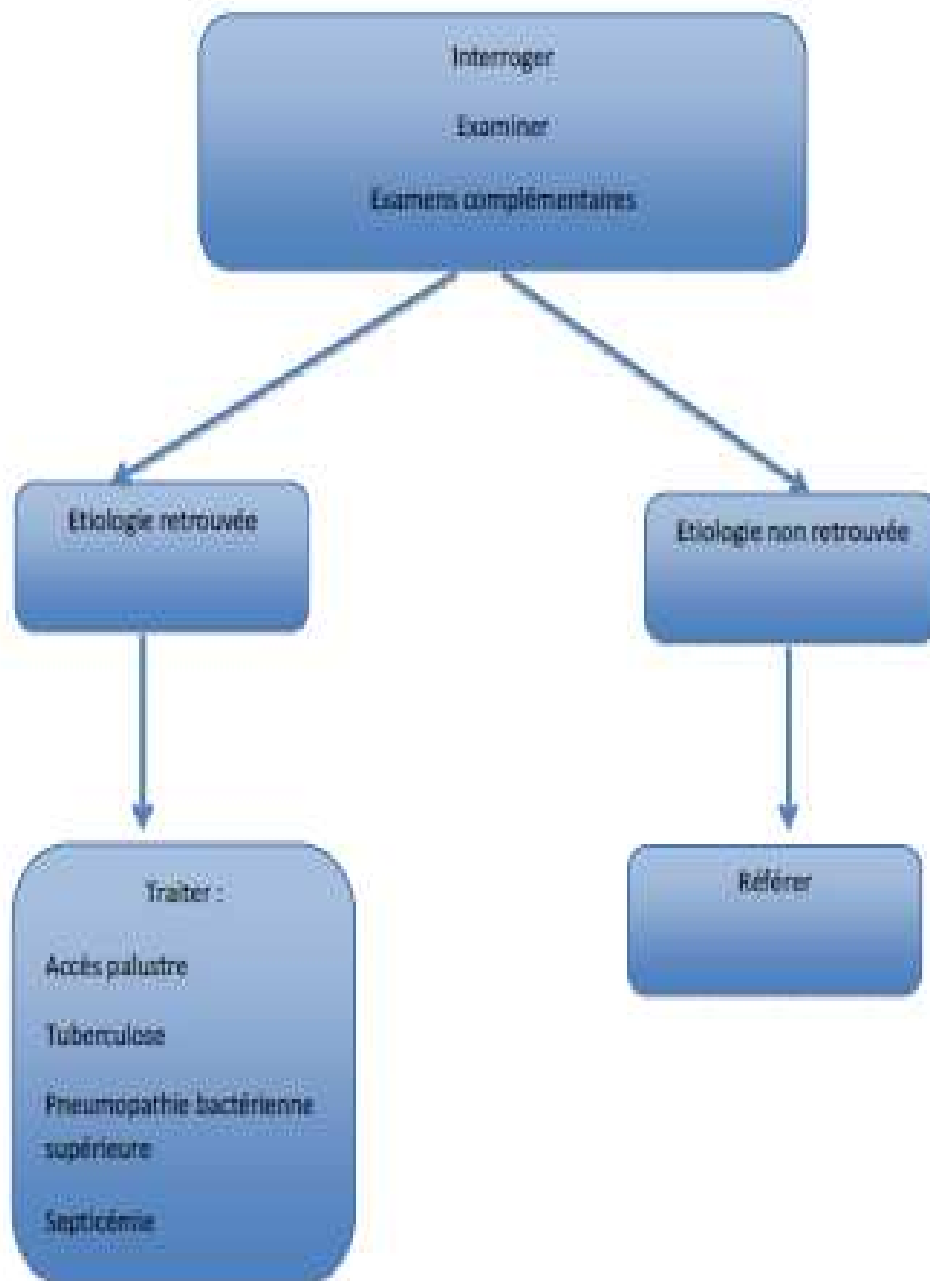 Interroger
Examiner
Examens complémentaires
Etiologie retrouvée
Etiologie non retrouvée
Traiter :
Accès palustre
Tuberculose
Pneumopathie bactérienne
supérieure
Septicémie
Référer